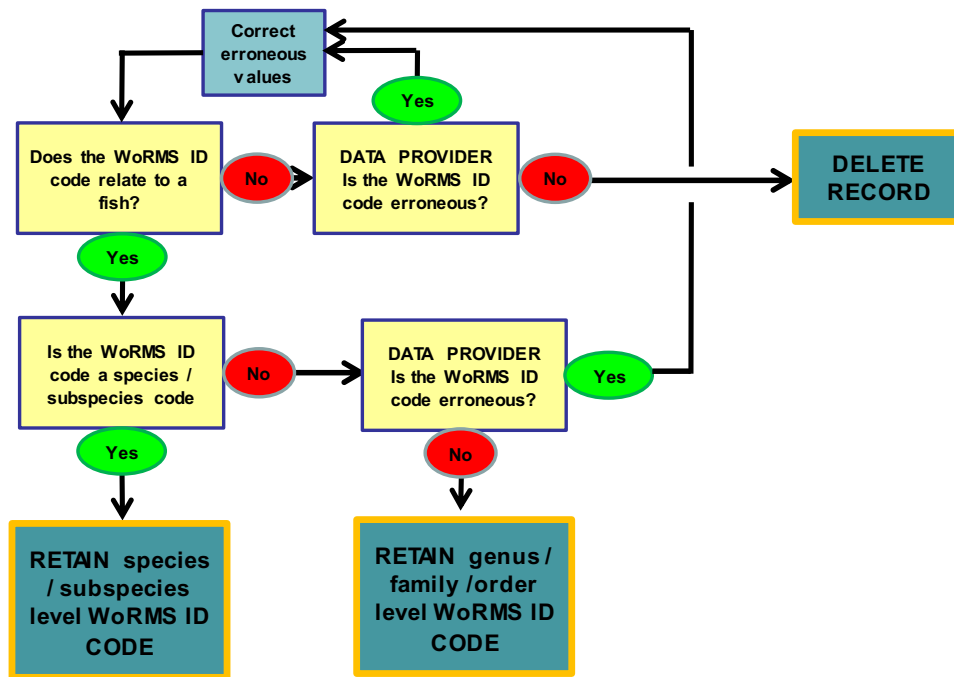 Correct
erroneous
values
Yes
Does the WoRMS ID
code relate to a
fish?
No
DATA PROVIDER
Is the WoRMS ID
code erroneous?
No
DELETE
RECORD
Yes
Is the WoRMS ID
code a species /
subspecies code
No
DATA PROVIDER
Is the WoRMS ID
code erroneous?
Yes
Yes
No
RETAIN species
/ subspecies
level WoRMS ID
CODE
RETAIN genus /
family /order
level WoRMS ID
CODE